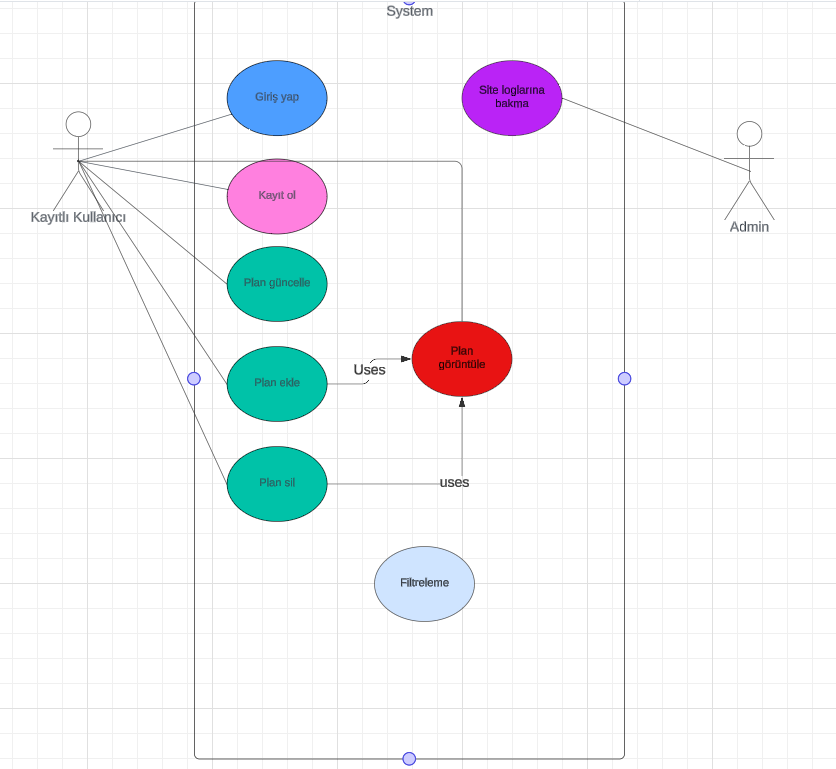 System
Giriş yap
Site loglarına
bakma
Kayıt ol
Kayıtlı Kullanıcı
Admin
Plan güncelle
Plan
görüntüle
Uses
Plan ekle
Plan sil
uses
Filtreleme